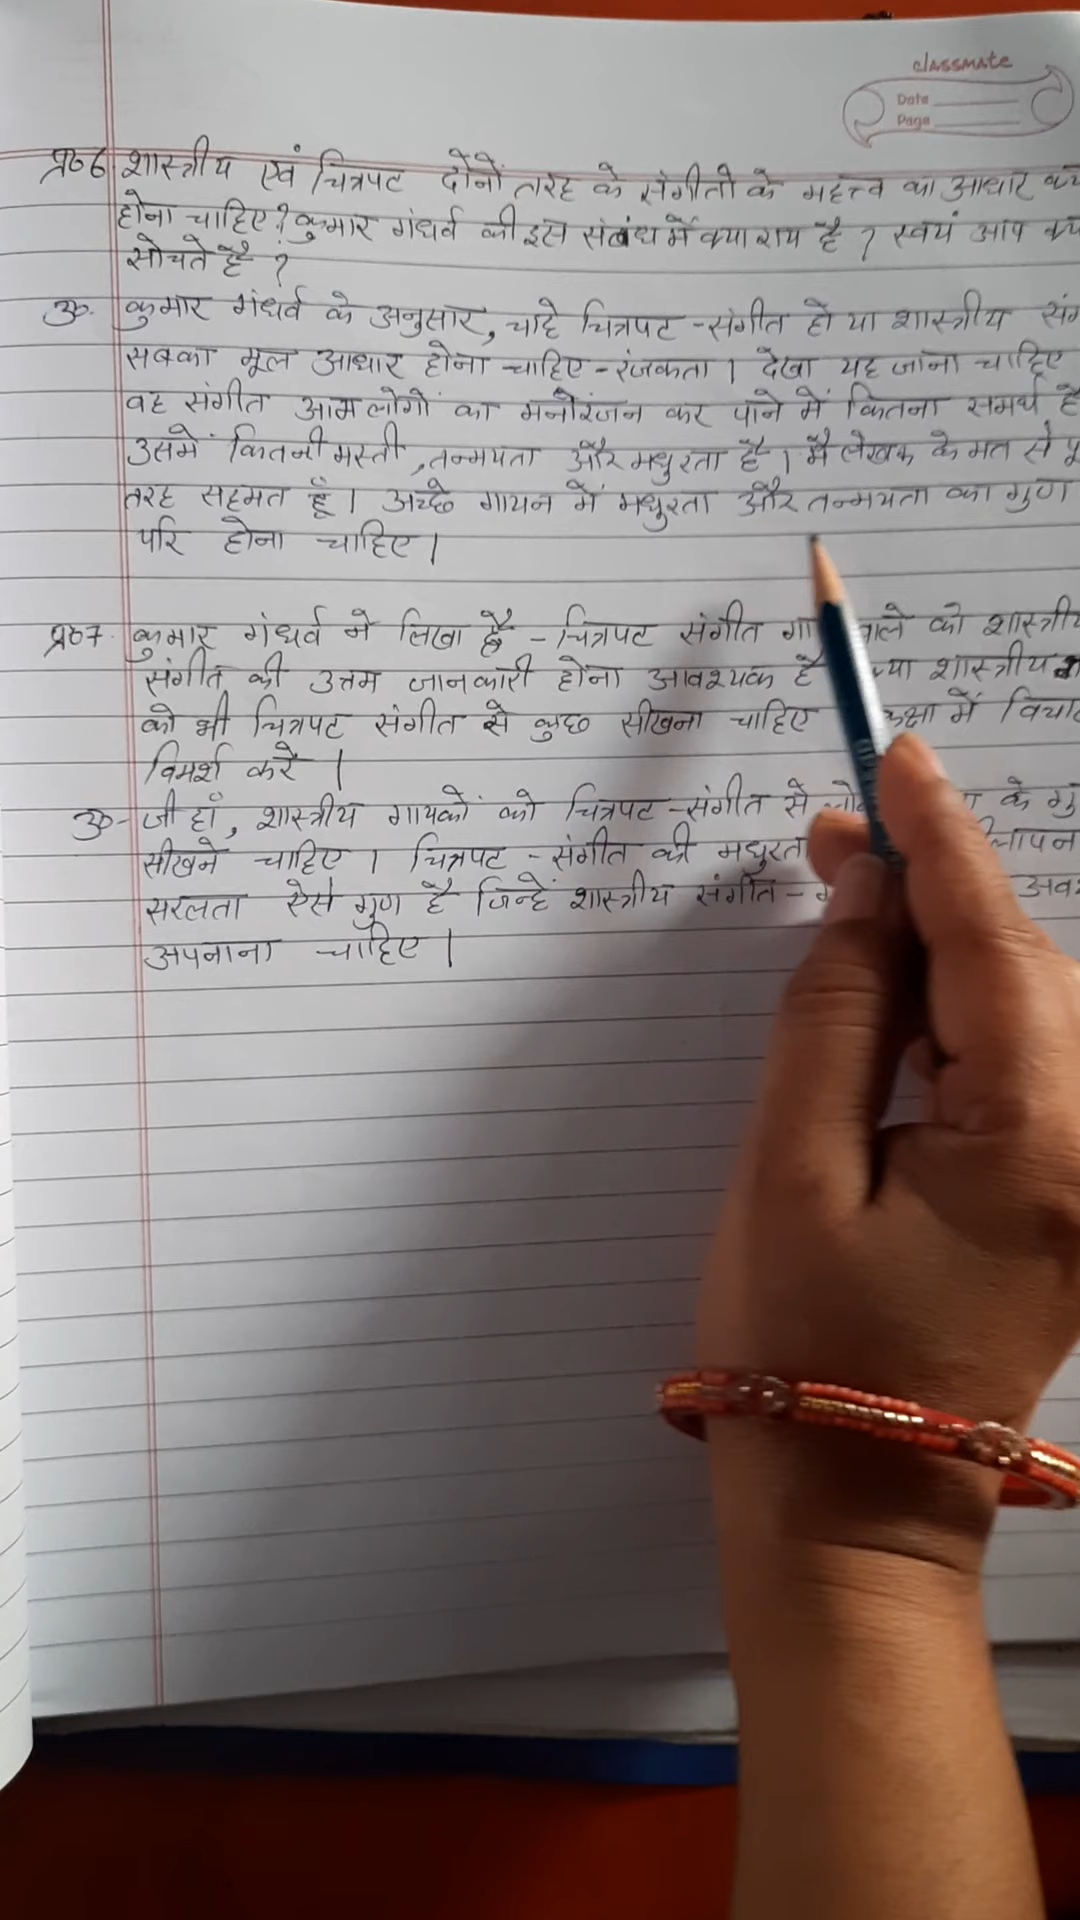 classmate
Date
Page
प्र०6. शास्त्रीय एवं चित्रपट दोनों तरह के संगीतो के महत्त्व का आधार
होना चाहिए? कुमार गंधर्व की इस संबंध में क्या राय है ? स्वयं आप
सोचते है ?
उ०. कुमार गंधर्व के अनुसार, चाहे चित्रपट -संगीत हो या शास्त्रीय
सबका मूल आधार होना चाहिए - रंजकता । देखा यह जाना चाहिए
वह संगीत आम लोगों का मनोरंजन कर पाने में कितना समर्थ है
उसमें कितनी मस्ती, तन्मयता और मधुरता है । मै लेखक के मत से
तरह सहमत हूँ । अच्छे गायन में मधुरता और तन्मयता का गुण
परि होना चाहिए ।
प्र०7. कुमार गंधर्व ने लिखा है - चित्रपट संगीत को शास्त्रीय
संगीत की उत्तम जानकारी होना आवश्यक है शास्त्रीय
को भी चित्रपट संगीत से कुछ सीखना चाहिए में
विमर्श करें ।
उ०- जी हाँ, शास्त्रीय गायकों को चित्रपट -संगीत से के
सीखने चाहिए । चित्रपट -संगीत की मधुरता
सरलता ऐसे गुण है जिन्हें शास्त्रीय संगीत -
अपनाना चाहिए ।